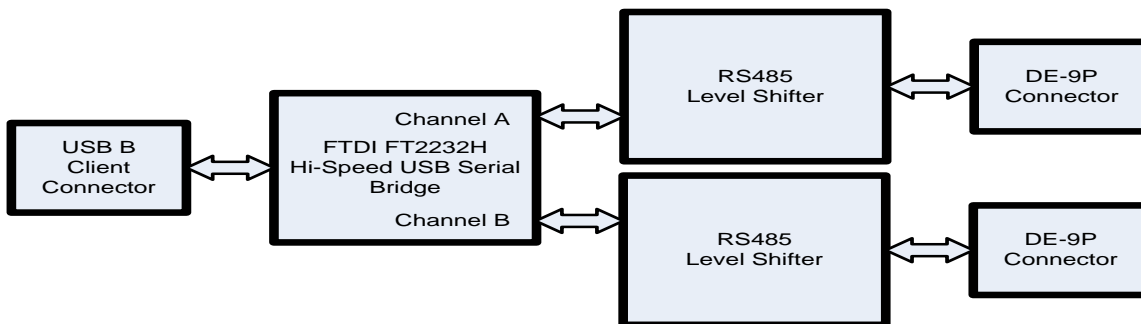 USB B
Client
Connector
Channel A
FTDI FT2232H
Hi-Speed USB Serial
Bridge
Channel B
RS485
Level Shifter
DE-9P
Connector
RS485
Level Shifter
DE-9P
Connector